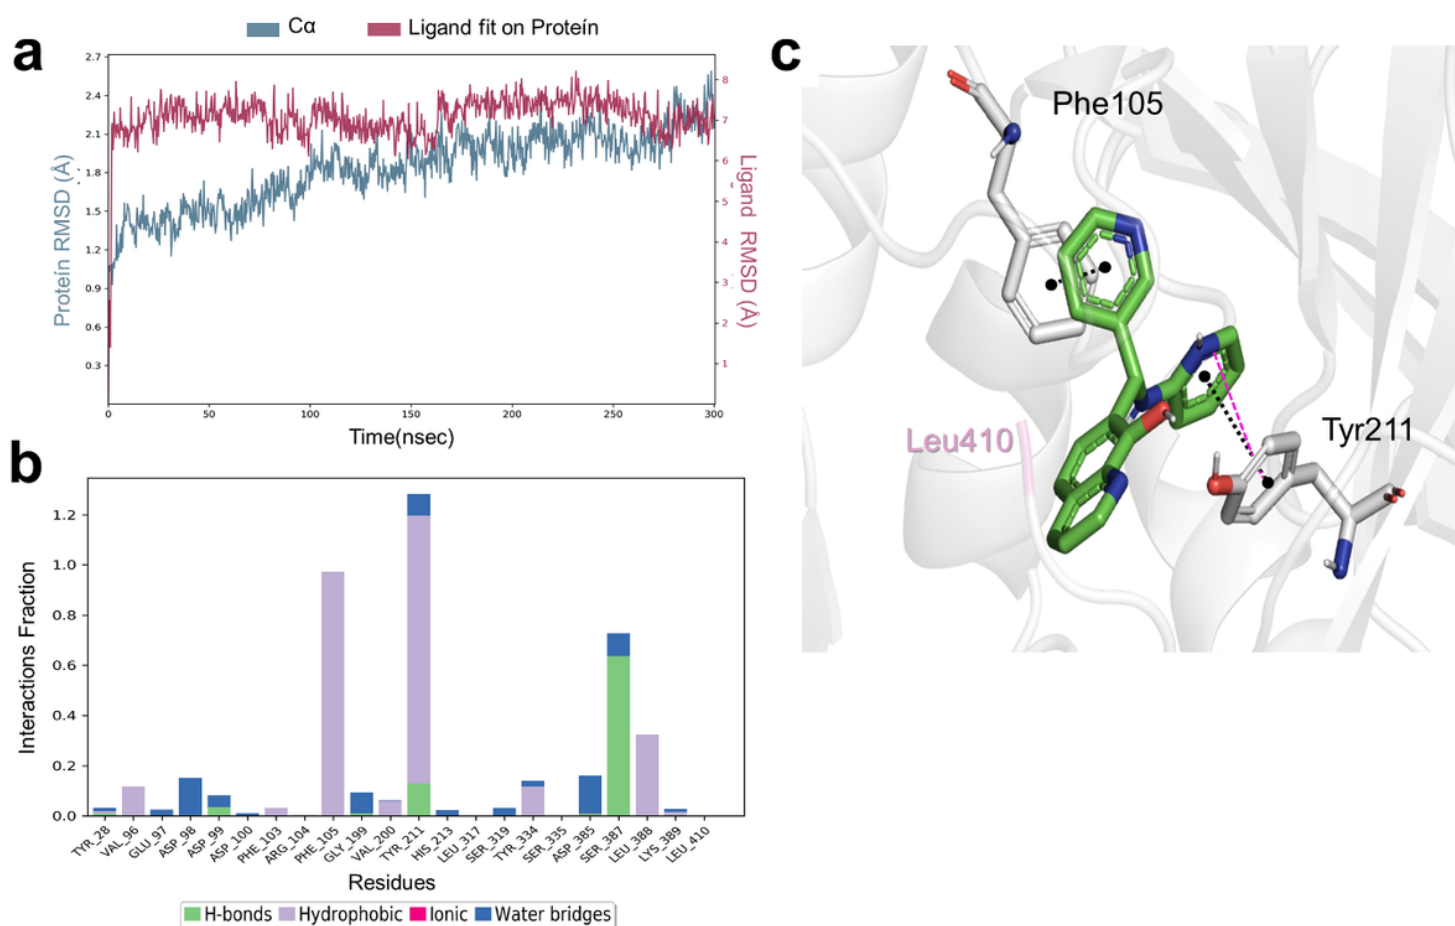 Cα
Ligand fit on Proteín
a
Proteín RMSD (Å)
2.7
2.4
2.1
1.8
1.5
1.2
0.9
0.6
0.3
8
7
6
5
4
3
2
1
Ligand RMSD (Å)
0
50
100
150
200
250
300
Time(nsec)
b
Interactions Fraction
1.2
1.0
0.8
0.6
0.4
0.2
0.0
TYR_28
VAL_96
GLU_97
ASP_98
ASP_99
ASP_100
PHE_103
ARG_104
PHE_105
GLY_199
VAL_200
TYR_211
HIS_213
LEU_317
SER_319
TYR_334
SER_335
ASP_385
SER_387
LEU_388
LYS_389
LEU_410
Residues
H-bonds
Hydrophobic
Ionic
Water bridges
c
Phe105
Leu410
Tyr211